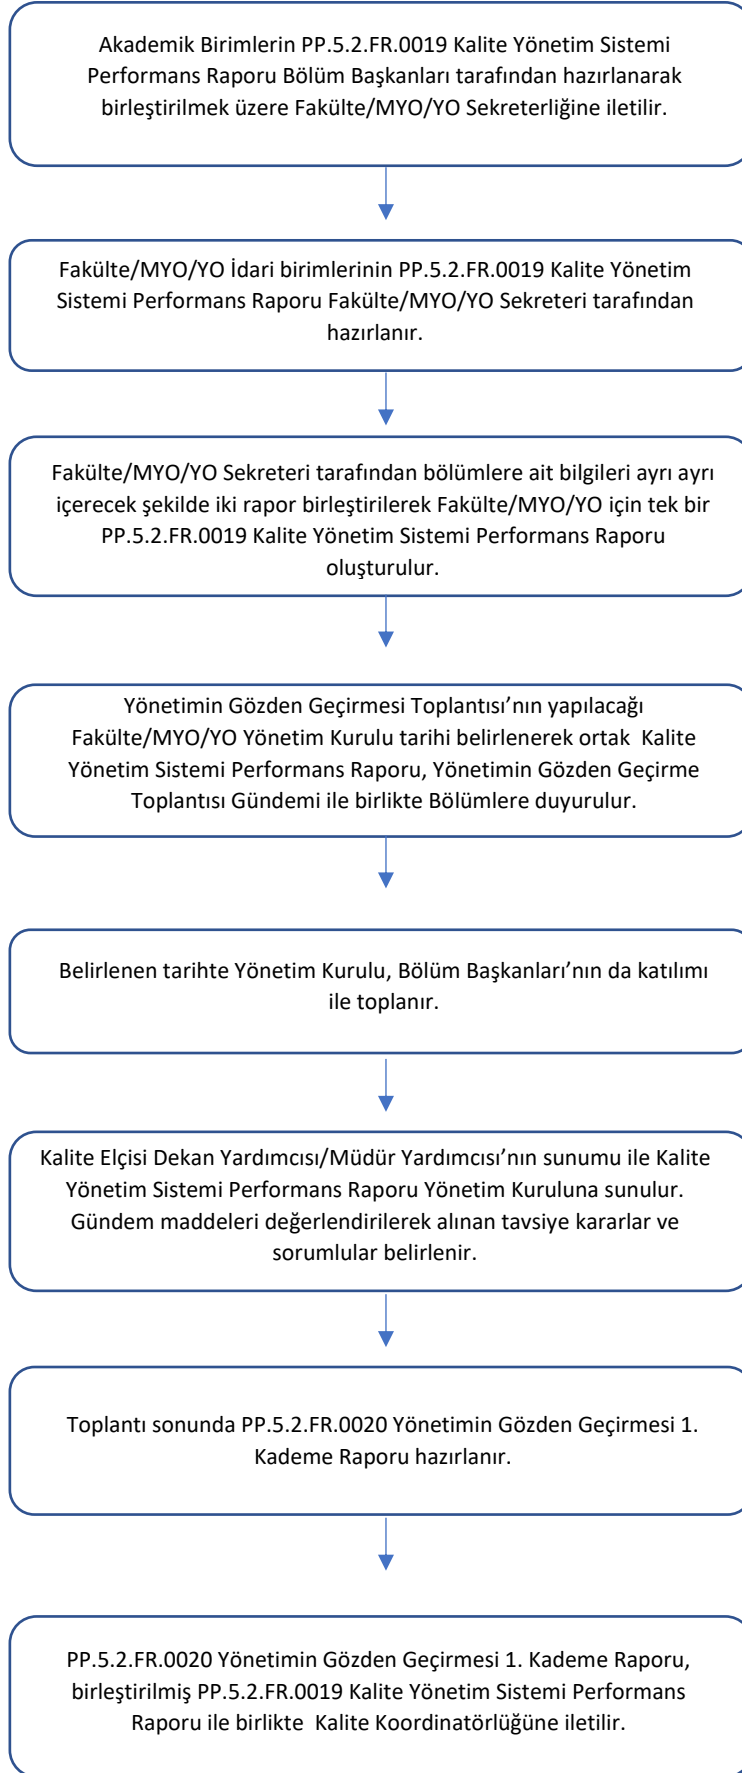 Akademik Birimlerin PP.5.2.FR.0019 Kalite Yönetim Sistemi
Performans Raporu Bölüm Başkanları tarafından hazırlanarak
birleştirilmek üzere Fakülte/MYO/YO Sekreterliğine iletilir.
Fakülte/MYO/YO İdari birimlerinin PP.5.2.FR.0019 Kalite Yönetim
Sistemi Performans Raporu Fakülte/MYO/YO Sekreteri tarafından
hazırlanır.
Fakülte/MYO/YO Sekreteri tarafından bölümlere ait bilgileri ayrı ayrı
içerecek şekilde iki rapor birleştirilerek Fakülte/MYO/YO için tek bir
PP.5.2.FR.0019 Kalite Yönetim Sistemi Performans Raporu
oluşturulur.
Yönetimin Gözden Geçirmesi Toplantısı’nın yapılacağı
Fakülte/MYO/YO Yönetim Kurulu tarihi belirlenerek ortak  Kalite
Yönetim Sistemi Performans Raporu, Yönetimin Gözden Geçirme
Toplantısı Gündemi ile birlikte Bölümlere duyurulur.
Belirlenen tarihte Yönetim Kurulu, Bölüm Başkanları’nın da katılımı
ile toplanır.
Kalite Elçisi Dekan Yardımcısı/Müdür Yardımcısı’nın sunumu ile Kalite
Yönetim Sistemi Performans Raporu Yönetim Kuruluna sunulur.
Gündem maddeleri değerlendirilerek alınan tavsiye kararlar ve
sorumlular belirlenir.
Toplantı sonunda PP.5.2.FR.0020 Yönetimin Gözden Geçirmesi 1.
Kademe Raporu hazırlanır.
PP.5.2.FR.0020 Yönetimin Gözden Geçirmesi 1. Kademe Raporu,
birleştirilmiş PP.5.2.FR.0019 Kalite Yönetim Sistemi Performans
Raporu ile birlikte  Kalite Koordinatörlüğüne iletilir.